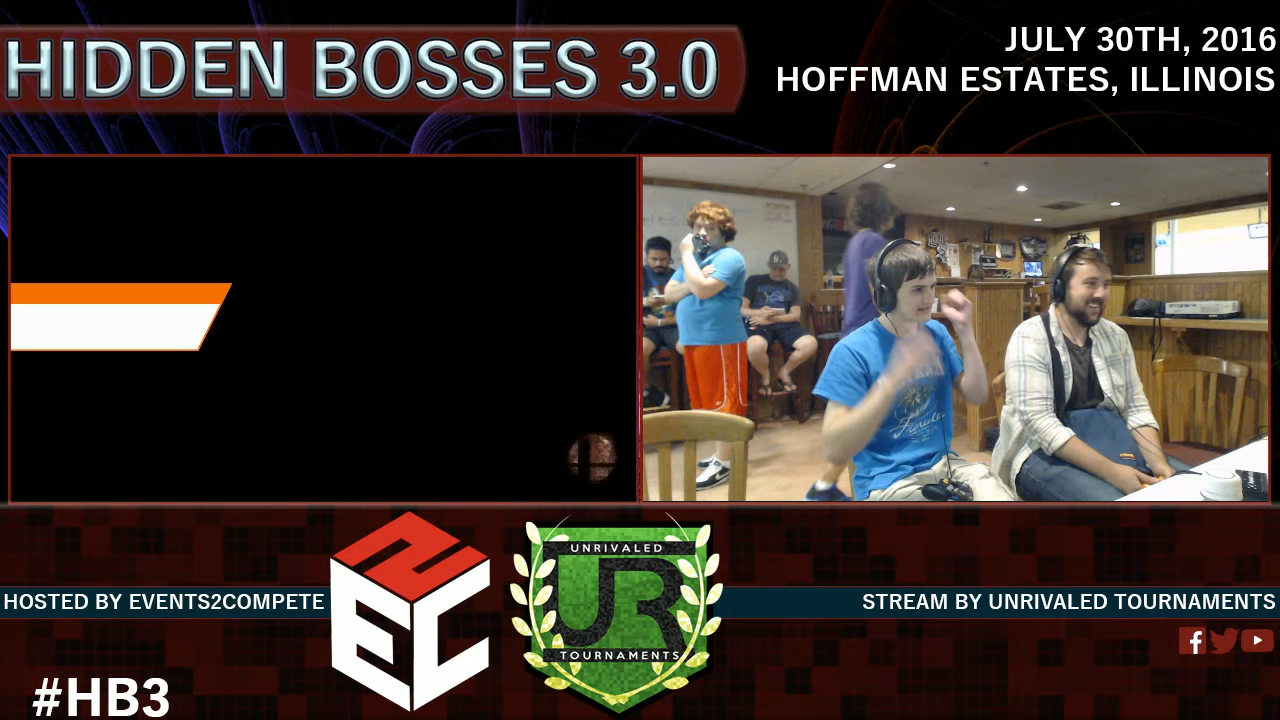 HIDDEN BOSSES 3.0
JULY 30TH, 2016
HOFFMAN ESTATES, ILLINOIS
HOSTED BY EVENTS2COMPETE
E2C
UNRIVALED
UR
TOURNAMENTS
STREAM BY UNRIVALED TOURNAMENTS
#HB3